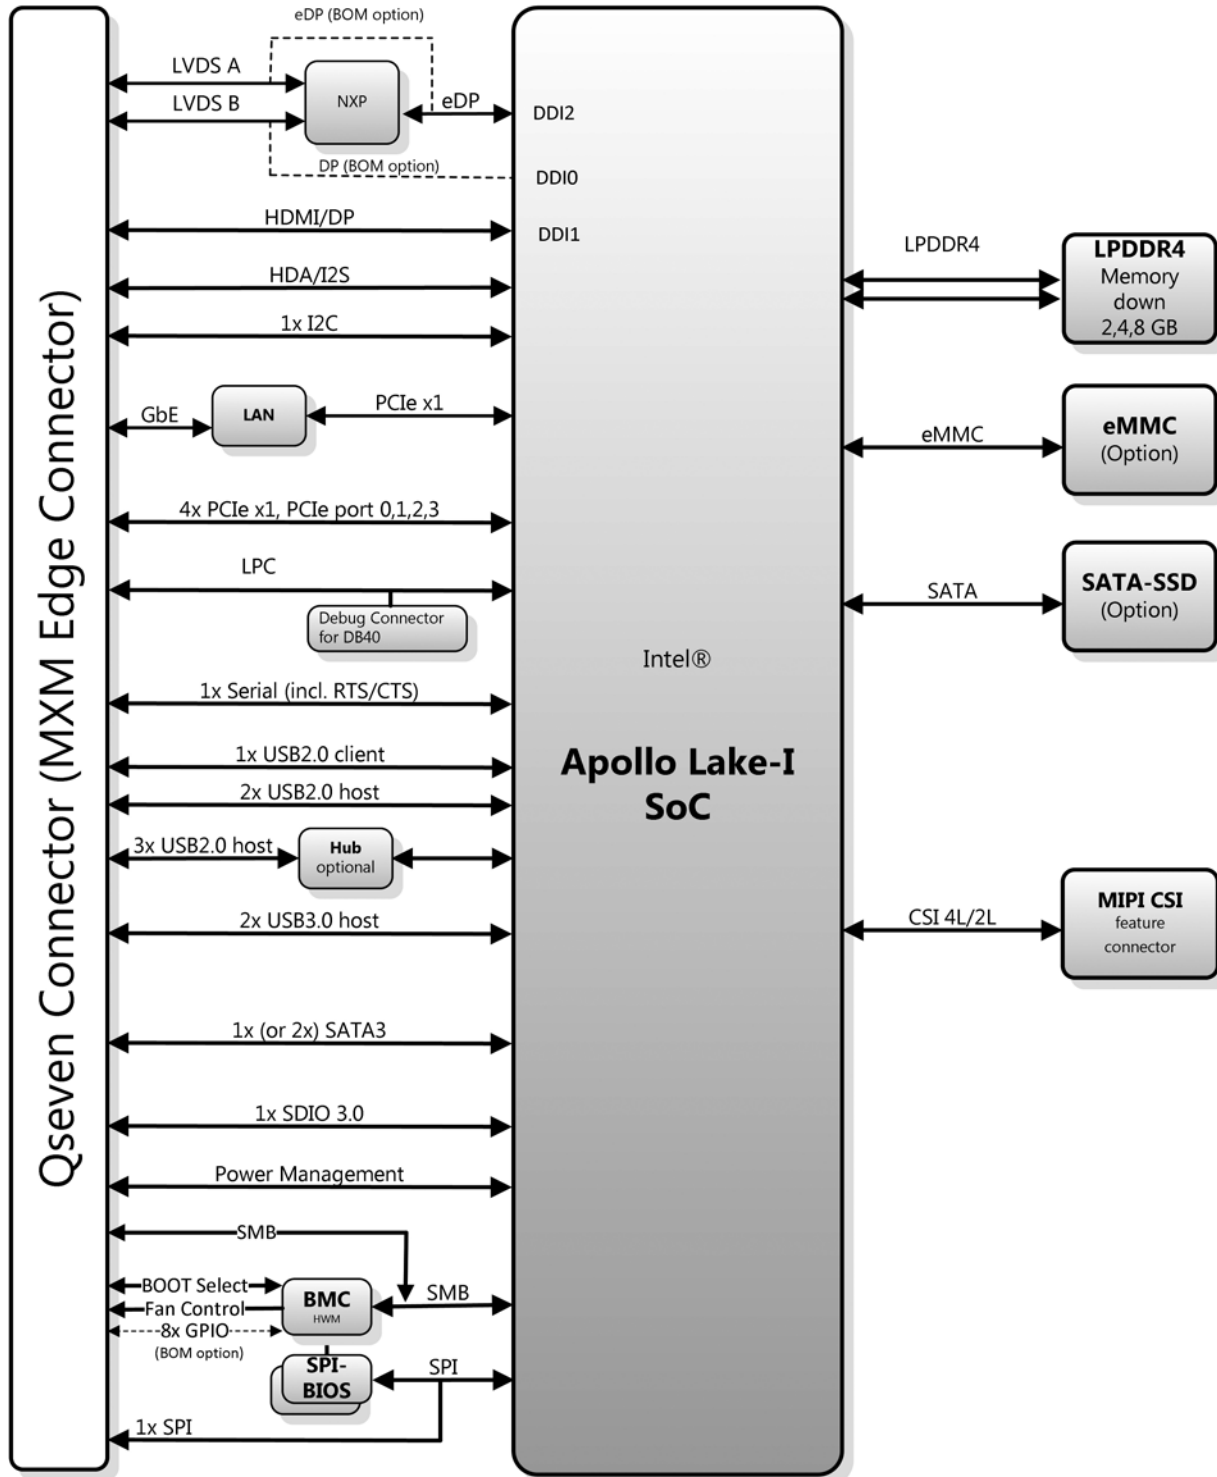 eDP (BOM option)
LVDS A
NXP
LVDS B
eDP
DDI2
DP (BOM option)
DDI0
HDMI/DP
DDI1
HDA/I2S
1x I2C
GbE
LAN
PCIe x1
4x PCIe x1, PCIe port 0,1,2,3
LPC
Debug Connector
for DB40
1x Serial (incl. RTS/CTS)
1x USB2.0 client
2x USB2.0 host
3x USB2.0 host
Hub
optional
2x USB3.0 host
1x (or 2x) SATA3
1x SDIO 3.0
Power Management
SMB
BOOT Select
Fan Control
8x GPIO
(BOM option)
BMC
HWM
SMB
SPI-
BIOS
SPI
1x SPI
Qseven Connector (MXM Edge Connector)
Intel®
Apollo Lake-I
SoC
LPDDR4
LPDDR4
Memory
down
2,4,8 GB
eMMC
eMMC
(Option)
SATA
SATA-SSD
(Option)
CSI 4L/2L
MIPI CSI
feature
connector